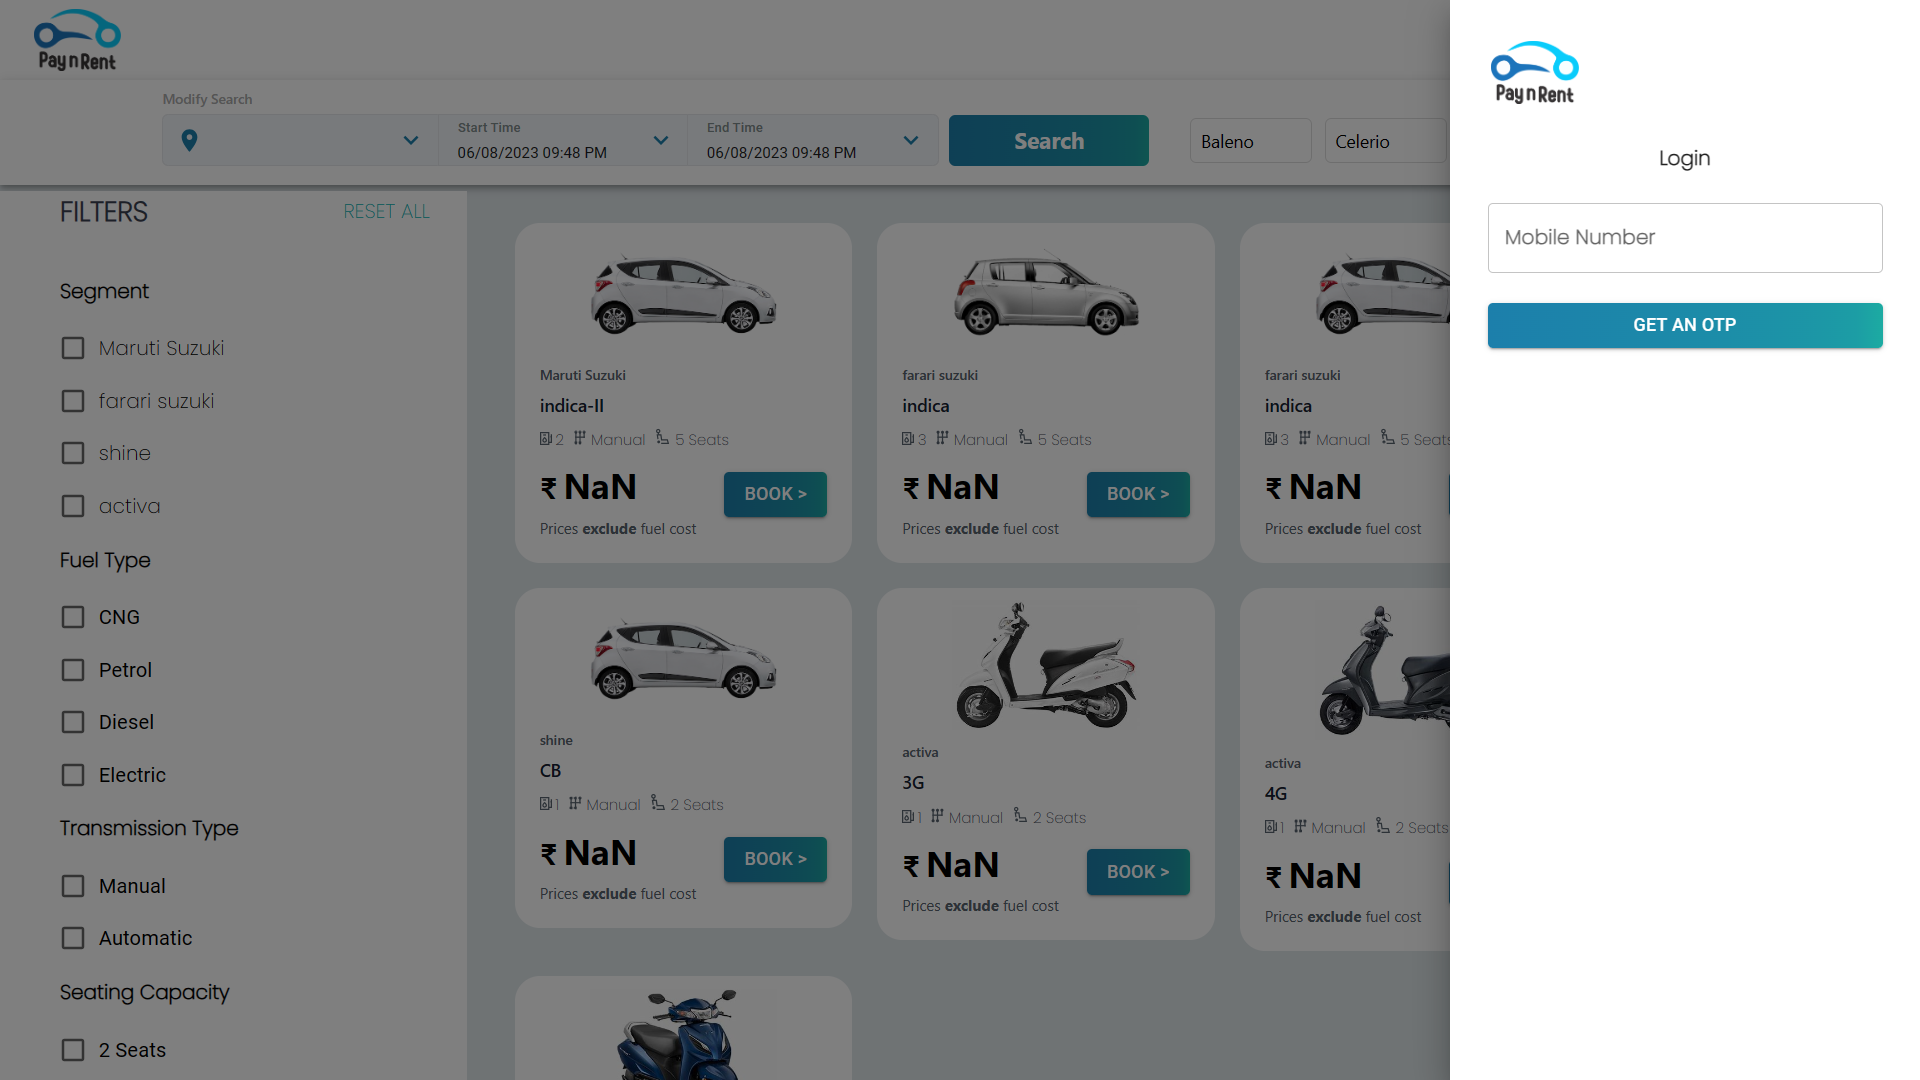 Pay n Rent
Modify Search
Start Time
06/08/2023 09:48 PM
End Time
06/08/2023 09:48 PM
Search
Baleno
Celerio
FILTERS
RESET ALL
Segment
Maruti Suzuki
farari suzuki
shine
activa
Fuel Type
CNG
Petrol
Diesel
Electric
Transmission Type
Manual
Automatic
Seating Capacity
2 Seats
Maruti Suzuki
indica-II
2 Manual 5 Seats
₹ NaN
BOOK >
Prices exclude fuel cost
farari suzuki
indica
3 Manual 5 Seats
₹ NaN
BOOK >
Prices exclude fuel cost
farari suzuki
indica
3 Manual 5 Seats
₹ NaN
Prices exclude fuel cost
shine
CB
1 Manual 2 Seats
₹ NaN
BOOK >
Prices exclude fuel cost
activa
3G
1 Manual 2 Seats
₹ NaN
BOOK >
Prices exclude fuel cost
activa
4G
1 Manual 2 Seats
₹ NaN
Prices exclude fuel cost
Pay n Rent
Login
Mobile Number
GET AN OTP